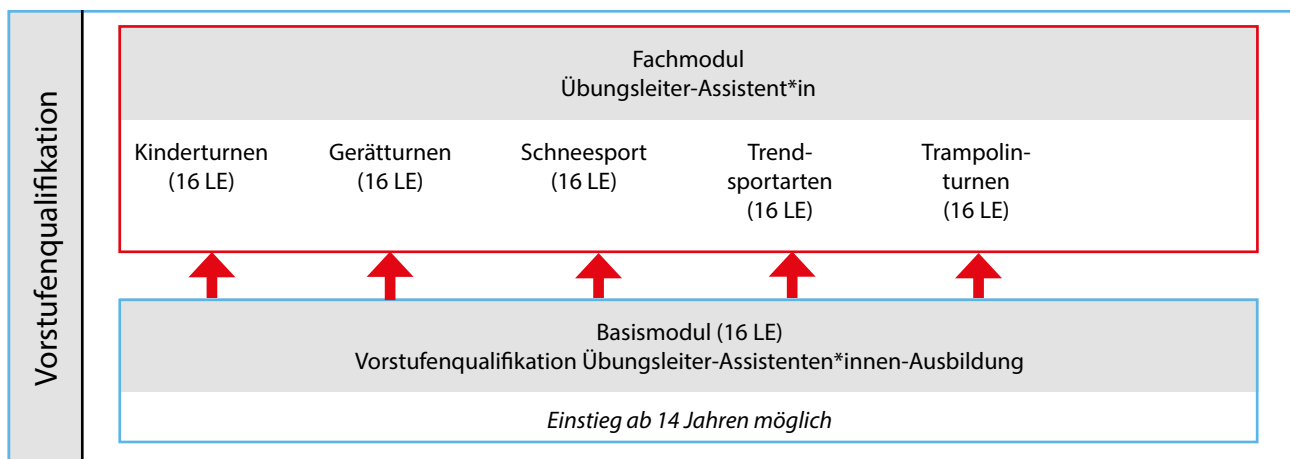 Vorstufenqualifikation
Fachmodul
Übungsleiter-Assistent*in
Kinderturnen
(16 LE)
Gerätturnen
(16 LE)
Schneesport
(16 LE)
Trend-
sportarten
(16 LE)
Trampolin-
turnen
(16 LE)
Basismodul (16 LE)
Vorstufenqualifikation Übungsleiter-Assistenten*innen-Ausbildung
Einstieg ab 14 Jahren möglich